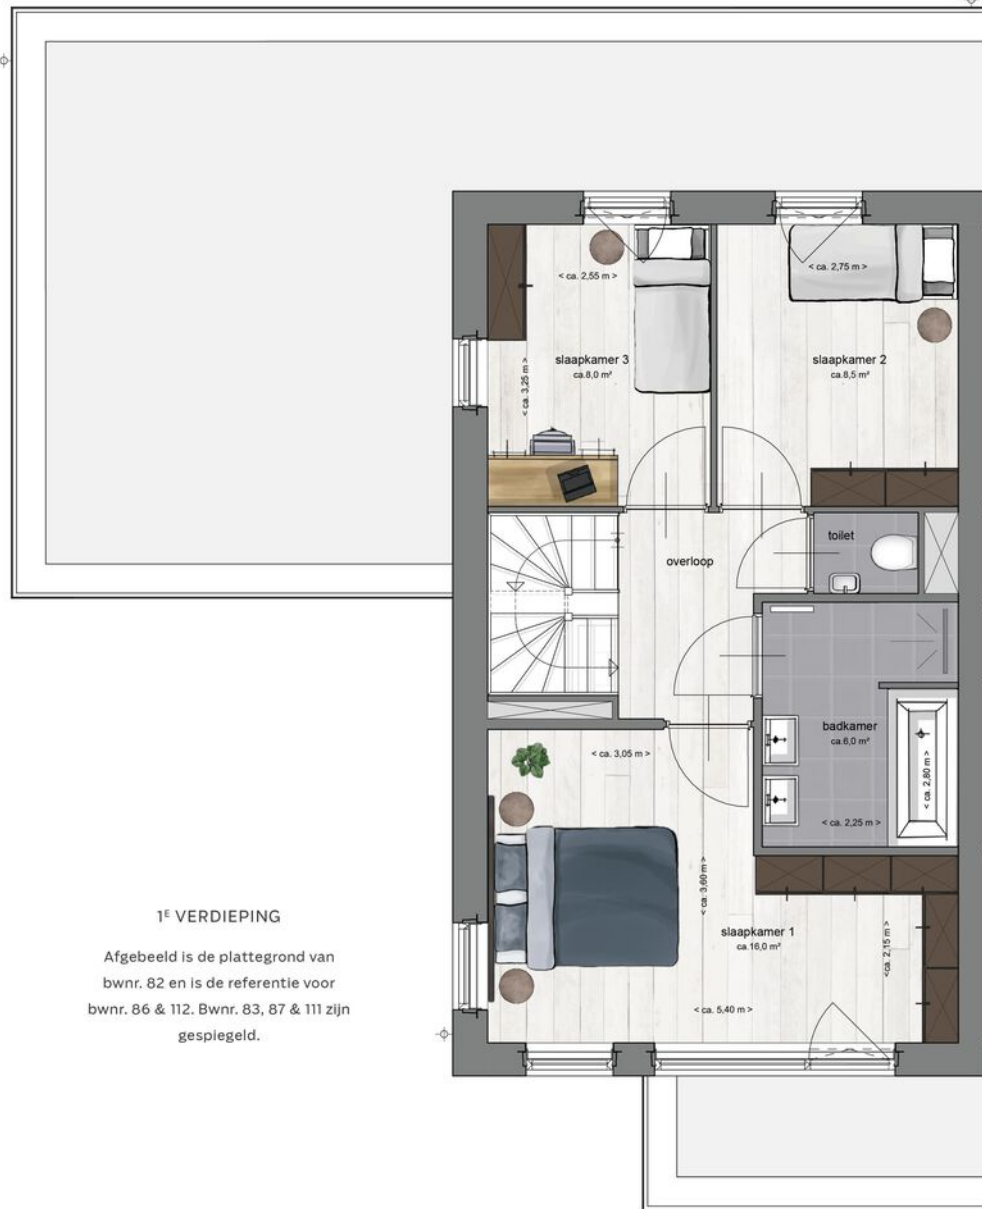 < ca. 2,55 m >
< ca. 2,75 m >
slaapkamer 3
ca.8,0 m²
< ca. 3,25 m >
slaapkamer 2
ca.8,5 m²
toilet
overloop
badkamer
ca.6,0 m²
< ca. 2,80 m >
< ca. 2,25 m >
< ca. 3,05 m >
< ca. 3,60 m >
slaapkamer 1
ca.16,0 m²
<ca. 2,15 m >
< ca. 5,40 m >
1ᴱ VERDIEPING
Afgebeeld is de plattegrond van
bwnr. 82 en is de referentie voor
bwnr. 86 & 112. Bwnr. 83, 87 & 111 zijn
gespiegeld.